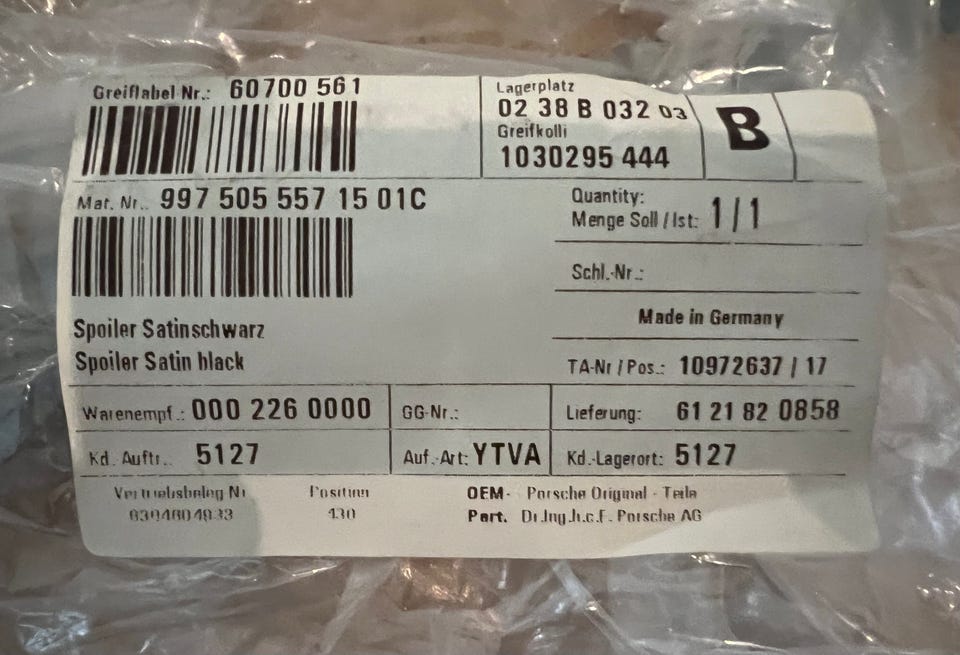 Greiflabel Nr.: 60700 561
Lagerplatz
02 38 B 032 03
Greifkolli
1030295 444
B
Mat. Nr.. 997 505 557 15 01C
Quantity:
Menge Soll / Ist: 1 / 1
Schl.-Nr.:
Made in Germany
Spoiler Satinschwarz
Spoiler Satin black
TA-Nr / Pos.: 10972637 / 17
Warenempf.: 000 226 0000
GG-Nr.:
Lieferung: 61 21 82 0858
Kd. Auftr.. 5127
Auf.-Art: YTVA
Kd.-Lagerort: 5127
Vertriebsbeleg Nr
Position
OEM- Porsche Original - Teile
430
Part. Dr.Ing.h.c.F. Porsche AG